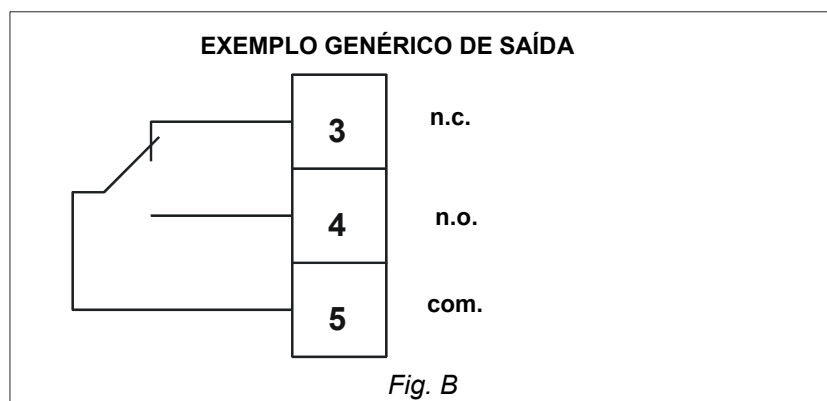 EXEMPLO GENÉRICO DE SAÍDA
3 n.c.
4 n.o.
5 com.
Fig. B